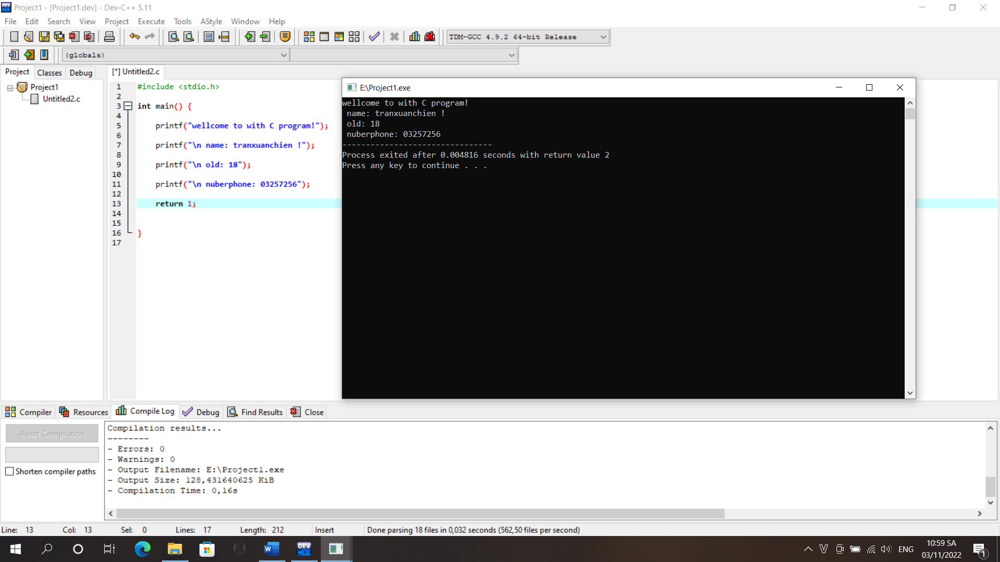 Project1 - [Project1.dev] - Dev-C++ 5.11
File Edit Search View Project Execute Tools AStyle Window Help
TDM-GCC 4.9.2 64-bit Release
(globals)
Project Classes Debug
[*] Untitled2.c
Project1
Untitled2.c
1 #include <stdio.h>
2
3 int main() {
4
5 printf("wellcome to with C program!");
6
7 printf("\n name: tranxuanchien !");
8
9 printf("\n old: 18");
10
11 printf("\n nuberphone: 03257256");
12
13 return 1;
14
15
16 }
17
E:\Project1.exe
wellcome to with C program!
name: tranxuanchien !
old: 18
nuberphone: 03257256
--------------------------------
Process exited after 0.004816 seconds with return value 2
Press any key to continue . . .
Compiler Resources Compile Log Debug Find Results Close
Abort Compilation
Shorten compiler paths
Compilation results...
--------
- Errors: 0
- Warnings: 0
- Output Filename: E:\Project1.exe
- Output Size: 128,431640625 KiB
- Compilation Time: 0,16s
Line: 13 Col: 13 Sel: 0 Lines: 17 Length: 212 Insert Done parsing 18 files in 0,032 seconds (562,50 files per second)
W
DEV C++
V
ENG
10:59 SA
03/11/2022
1